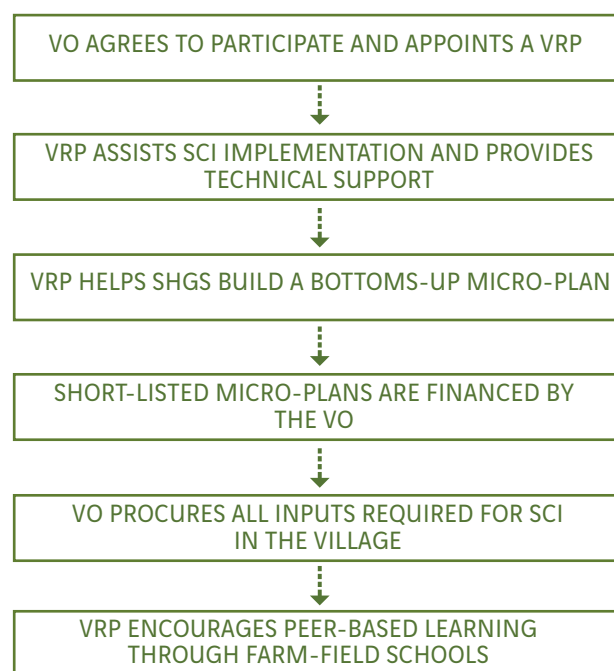 VO AGREES TO PARTICIPATE AND APPOINTS A VRP
VRP ASSISTS SCI IMPLEMENTATION AND PROVIDES
TECHNICAL SUPPORT
VRP HELPS SHGS BUILD A BOTTOMS-UP MICRO-PLAN
SHORT-LISTED MICRO-PLANS ARE FINANCED BY
THE VO
VO PROCURES ALL INPUTS REQUIRED FOR SCI
IN THE VILLAGE
VRP ENCOURAGES PEER-BASED LEARNING
THROUGH FARM-FIELD SCHOOLS